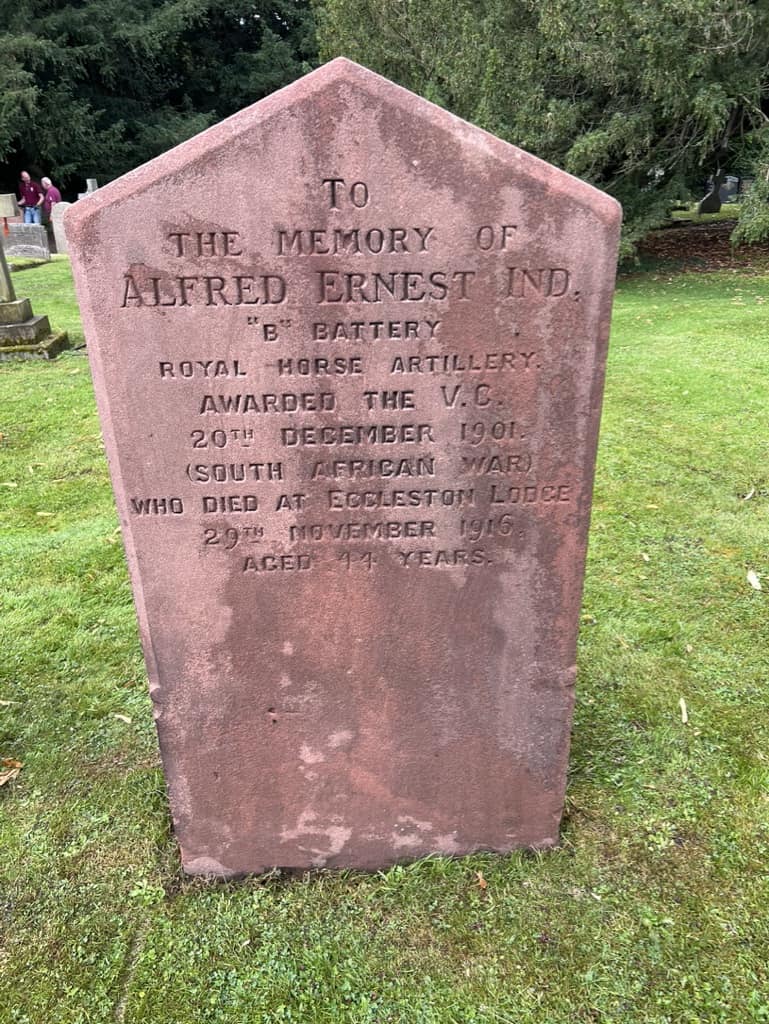 TO
THE MEMORY OF
ALFRED ERNEST IND.
"B" BATTERY
ROYAL HORSE ARTILLERY.
AWARDED THE V.C.
20TH DECEMBER 1901.
(SOUTH AFRICAN WAR)
WHO DIED AT ECCLESTON LODGE
29TH NOVEMBER 1916.
AGED 44 YEARS.